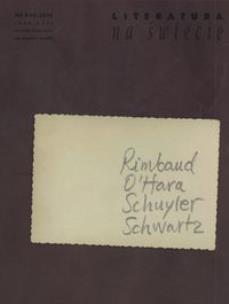 LITERATURA
na świecie
Rimbaud
O'Hara
Schuyler
Schwartz